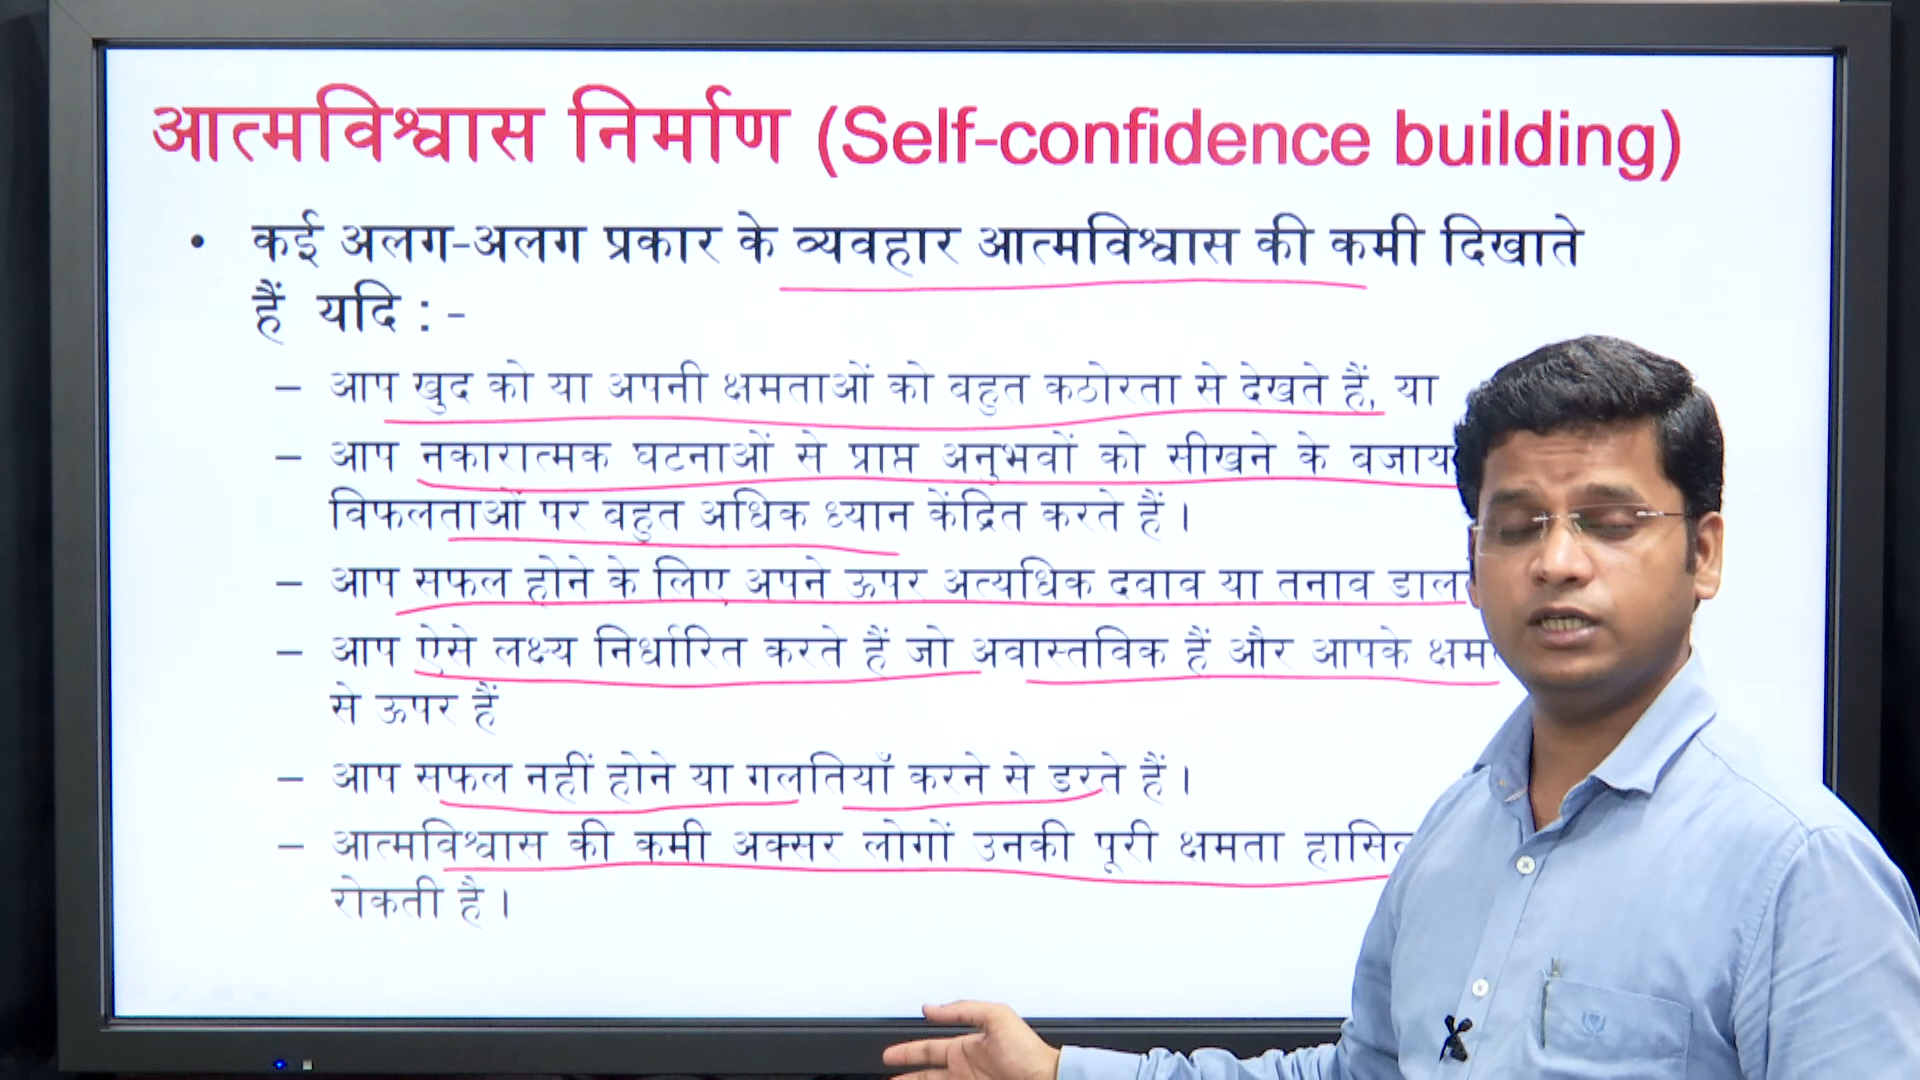 आत्मविश्वास निर्माण (Self-confidence building)
• कई अलग-अलग प्रकार के व्यवहार आत्मविश्वास की कमी दिखाते
हैं यदि : -
– आप खुद को या अपनी क्षमताओं को बहुत कठोरता से देखते हैं, या
– आप नकारात्मक घटनाओं से प्राप्त अनुभवों को सीखने के बजाय
विफलताओं पर बहुत अधिक ध्यान केंद्रित करते हैं।
– आप सफल होने के लिए अपने ऊपर अत्यधिक दवाव या तनाव
– आप ऐसे लक्ष्य निर्धारित करते हैं जो अवास्तविक हैं और आपके
से ऊपर हैं
– आप सफल नहीं होने या गलतियाँ करने से डरते हैं।
– आत्मविश्वास की कमी अक्सर लोगों उनकी पूरी क्षमता
रोकती है।